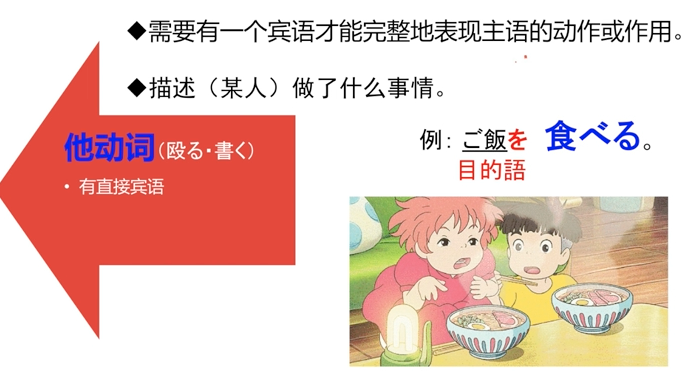 ◆需要有一个宾语才能完整地表现主语的动作或作用。
◆描述（某人）做了什么事情。
他动词（殴る・書く）
• 有直接宾语
例：ご飯を 食べる。
目的語